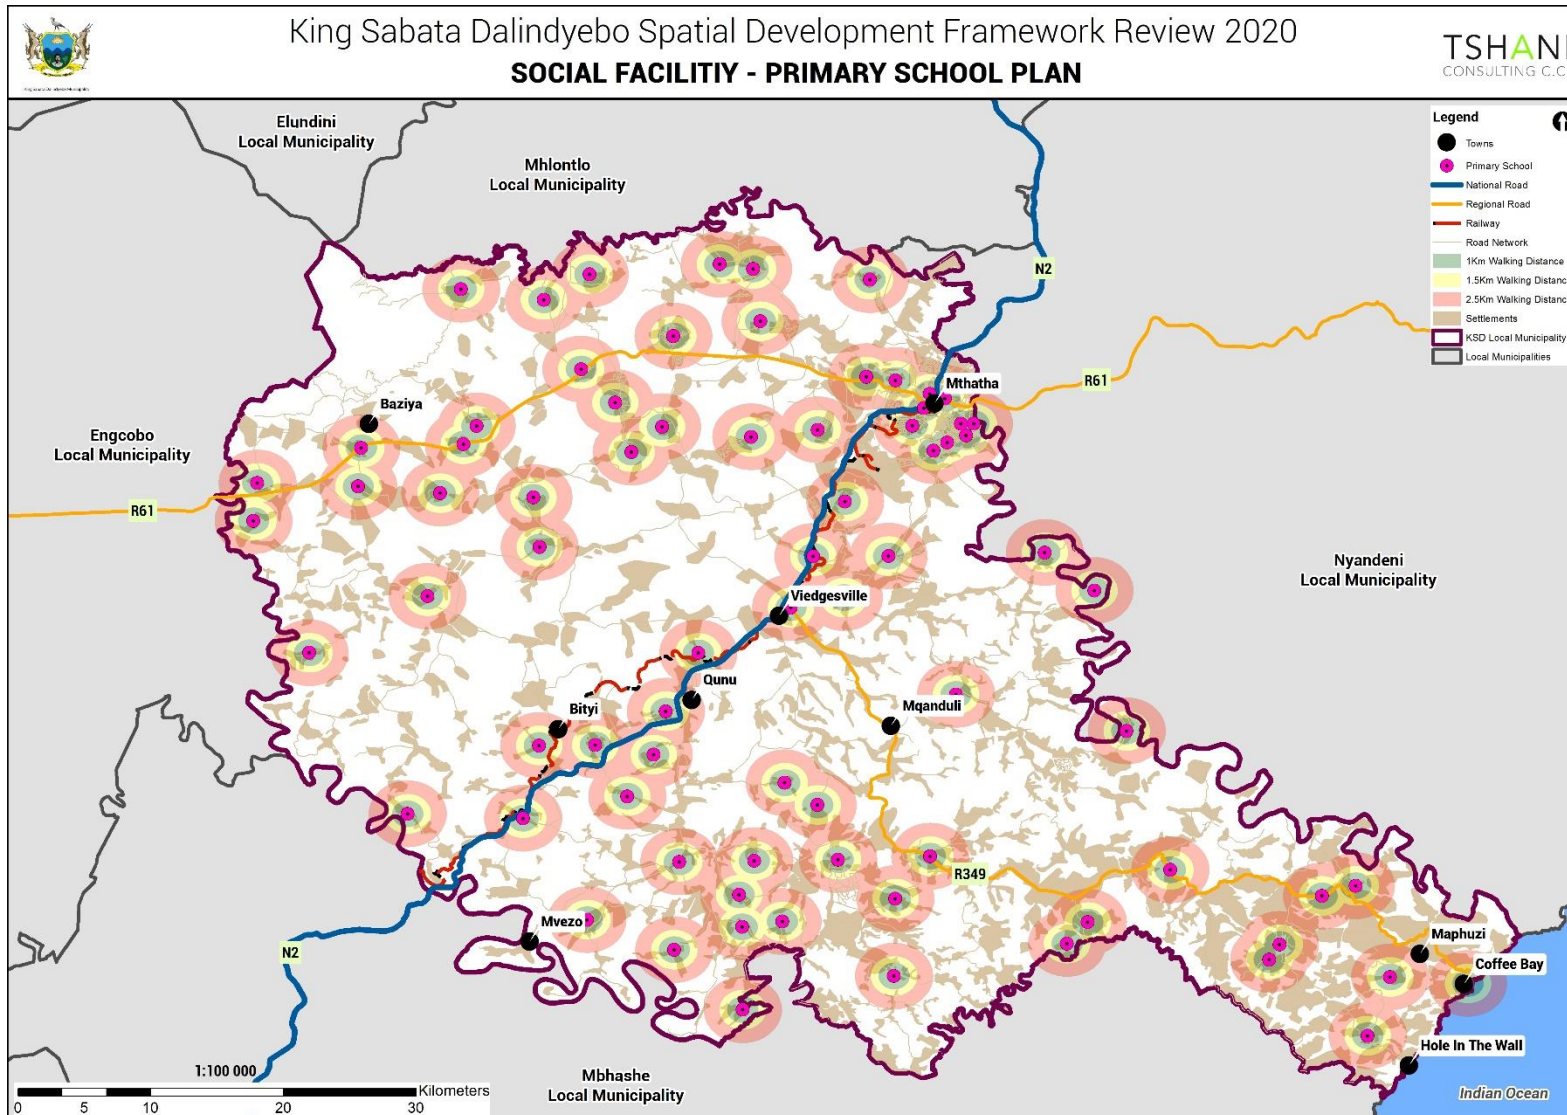 King Sabata Dalindyebo Spatial Development Framework Review 2020
SOCIAL FACILITIY - PRIMARY SCHOOL PLAN
TSHANI
CONSULTING C.C
Elundini
Local Municipality
Mhlontlo
Local Municipality
Legend
Towns
Primary School
National Road
Regional Road
Railway
Road Network
1Km Walking Distance
1.5Km Walking Distanc
2.5Km Walking Distanc
Settlements
KSD Local Municipality
Local Municipalities
N2
R61
Mthatha
Baziya
Engcobo
Local Municipality
R61
Nyandeni
Local Municipality
Viedgesville
Qunu
Bityi
Mqanduli
R349
Mvezo
N2
Maphuzi
Coffee Bay
Hole In The Wall
1:100 000
Kilometers
0 5 10 20 30
Mbhashe
Local Municipality
Indian Ocean